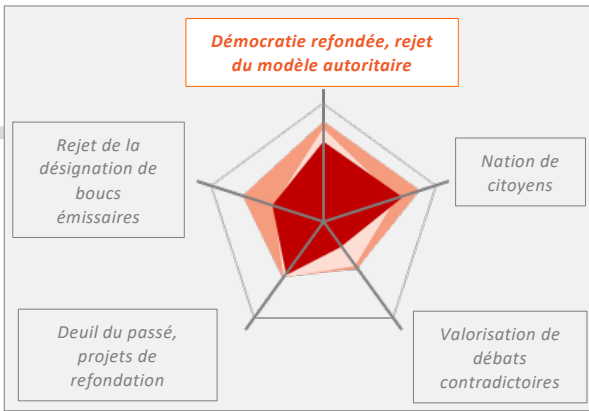 Démocratie refondée, rejet
du modèle autoritaire
Rejet de la
désignation de
boucs
émissaires
Nation de
citoyens
Deuil du passé,
projets de
refondation
Valorisation de
débats
contradictoires